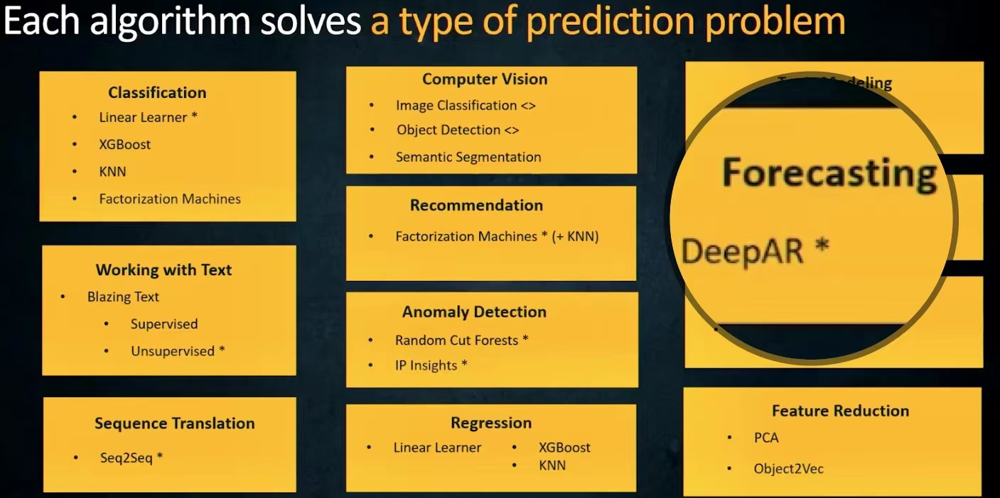 Each algorithm solves a type of prediction problem
Classification
• Linear Learner *
• XGBoost
• KNN
• Factorization Machines
Working with Text
• Blazing Text
• Supervised
• Unsupervised *
Sequence Translation
• Seq2Seq *
Computer Vision
• Image Classification <>
• Object Detection <>
• Semantic Segmentation
Recommendation
• Factorization Machines * (+ KNN)
Anomaly Detection
• Random Cut Forests *
• IP Insights *
Regression
• Linear Learner
• XGBoost
• KNN
Forecasting
DeepAR *
Feature Reduction
• PCA
• Object2Vec